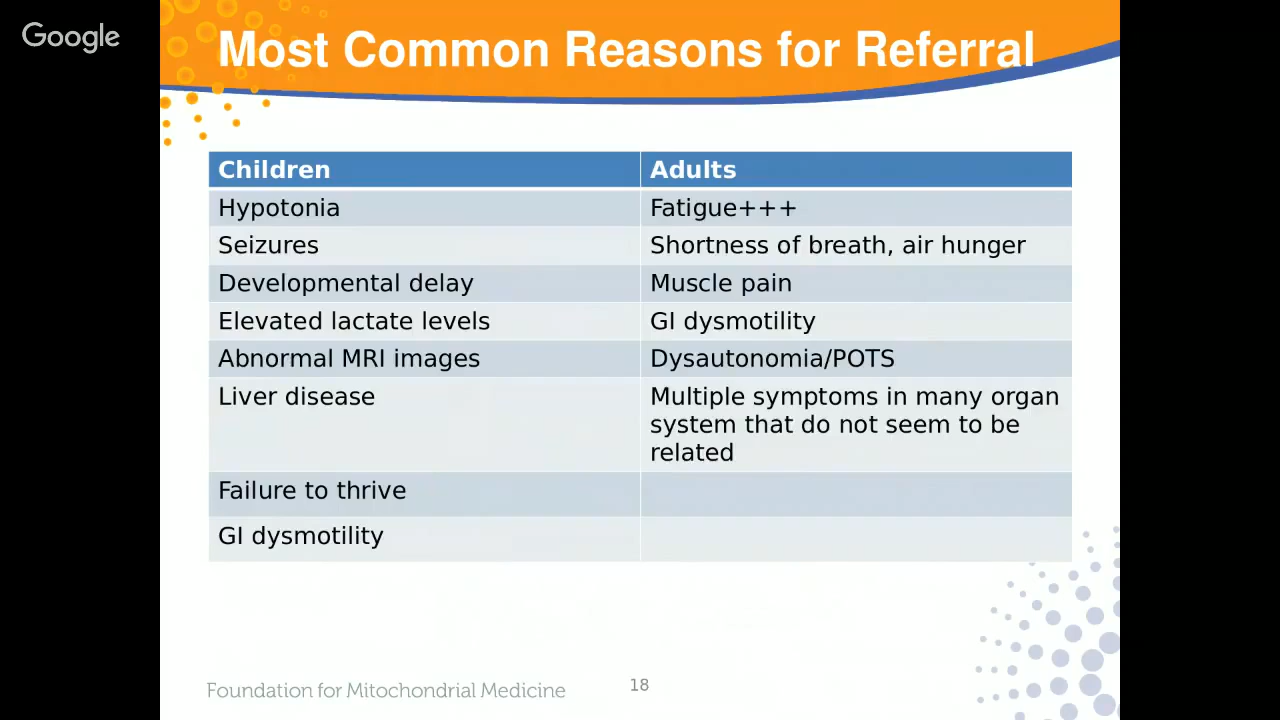 Google
Most Common Reasons for Referral
Children
Adults
Hypotonia
Fatigue+++
Seizures
Shortness of breath, air hunger
Developmental delay
Muscle pain
Elevated lactate levels
GI dysmotility
Abnormal MRI images
Dysautonomia/POTS
Liver disease
Multiple symptoms in many organ
system that do not seem to be
related
Failure to thrive
GI dysmotility
Foundation for Mitochondrial Medicine
18